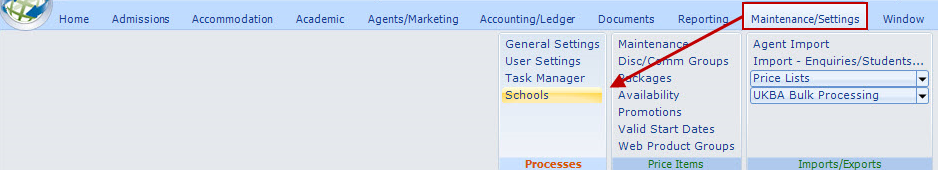 Home Admissions Accommodation Academic Agents/Marketing Accounting/Ledger Documents Reporting Maintenance/Settings Window
General Settings
User Settings
Task Manager
Schools
Processes
Maintenance
Disc/Comm Groups
Packages
Availability
Promotions
Valid Start Dates
Web Product Groups
Price Items
Agent Import
Import - Enquiries/Students...
Price Lists
UKBA Bulk Processing
Imports/Exports